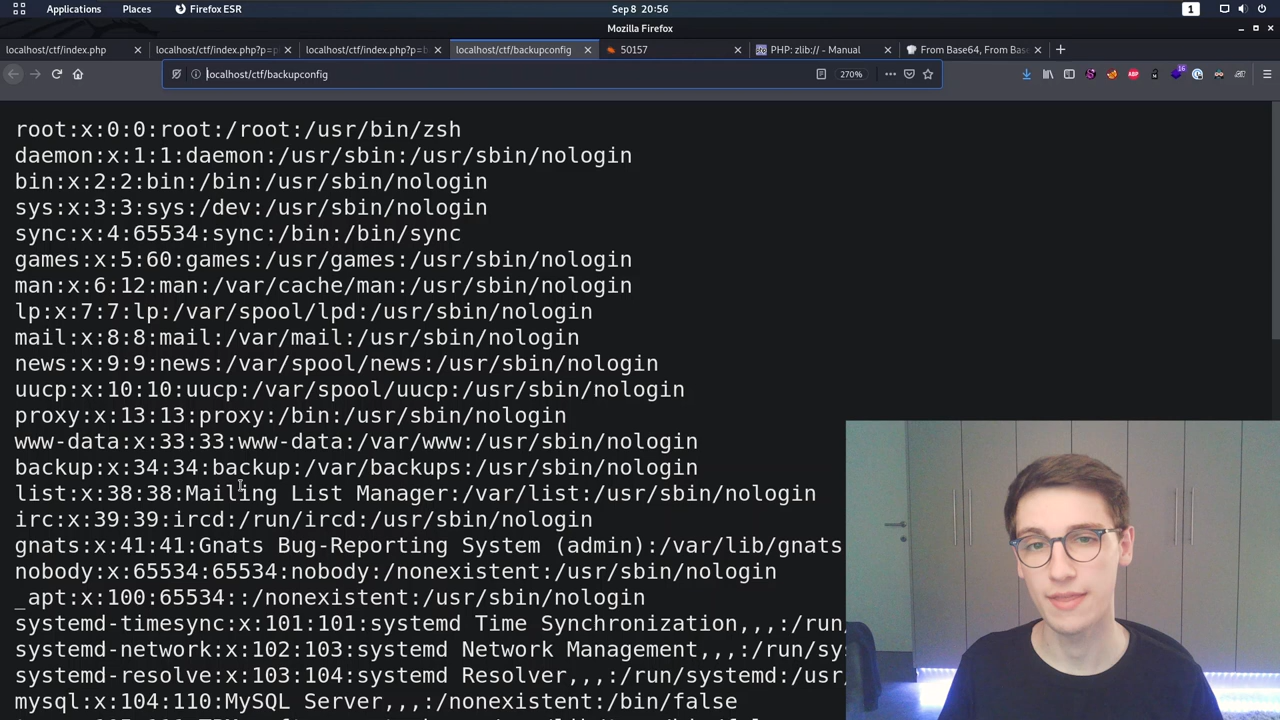 Applications Places Firefox ESR Sep 8 20:56 1
Mozilla Firefox
localhost/ctf/index.php localhost/ctf/index.php?p=p localhost/ctf/index.php?p=b localhost/ctf/backupconfig 50157 PHP: zlib:// - Manual From Base64, From Bas
localhost/ctf/backupconfig 270% 16 ABP
root:x:0:0:root:/root:/usr/bin/zsh
daemon:x:1:1:daemon:/usr/sbin:/usr/sbin/nologin
bin:x:2:2:bin:/bin:/usr/sbin/nologin
sys:x:3:3:sys:/dev:/usr/sbin/nologin
sync:x:4:65534:sync:/bin:/bin/sync
games:x:5:60:games:/usr/games:/usr/sbin/nologin
man:x:6:12:man:/var/cache/man:/usr/sbin/nologin
lp:x:7:7:lp:/var/spool/lpd:/usr/sbin/nologin
mail:x:8:8:mail:/var/mail:/usr/sbin/nologin
news:x:9:9:news:/var/spool/news:/usr/sbin/nologin
uucp:x:10:10:uucp:/var/spool/uucp:/usr/sbin/nologin
proxy:x:13:13:proxy:/bin:/usr/sbin/nologin
www-data:x:33:33:www-data:/var/www:/usr/sbin/nologin
backup:x:34:34:backup:/var/backups:/usr/sbin/nologin
list:x:38:38:Mailing List Manager:/var/list:/usr/sbin/nologin
irc:x:39:39:ircd:/run/ircd:/usr/sbin/nologin
gnats:x:41:41:Gnats Bug-Reporting System (admin):/var/lib/gnats
nobody:x:65534:65534:nobody:/nonexistent:/usr/sbin/nologin
_apt:x:100:65534::/nonexistent:/usr/sbin/nologin
systemd-timesync:x:101:101:systemd Time Synchronization,,,:/run/
systemd-network:x:102:103:systemd Network Management,,,:/run/sys
systemd-resolve:x:103:104:systemd Resolver,,,:/run/systemd:/usr/
mysql:x:104:110:MySQL Server,,,:/nonexistent:/bin/false